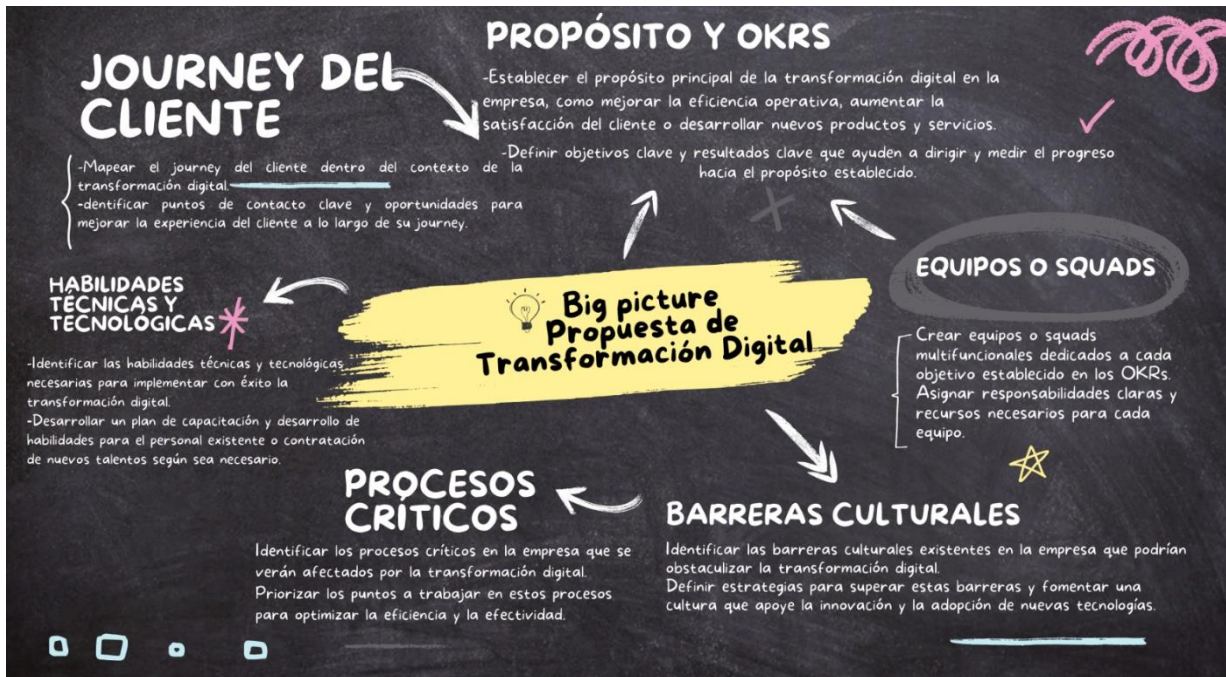 JOURNEY DEL
CLIENTE
-Mapear el journey del cliente dentro del contexto de la
transformación digital.
-dentificar puntos de contacto clave y oportunidades para
mejorar la experiencia del cliente a lo largo de su journey.
PROPÓSITO Y OKRS
-Establecer el propósito principal de la transformación digital en la
empresa, como mejorar la eficiencia operativa, aumentar la
satisfacción del cliente o desarrollar nuevos productos y servicios.
-Definir objetivos clave y resultados clave que ayuden a dirigir y medir el progreso
hacia el propósito establecido.
HABILIDADES
TÉCNICAS Y
TECNOLÓGICAS
-Identificar las habilidades técnicas y tecnológicas
necesarias para implementar con éxito la
transformación digital.
-Desarrollar un plan de capacitación y desarrollo de
habilidades para el personal existente o contratación
de nuevos talentos según sea necesario.
Big picture
Propuesta de
Transformación Digital
EQUIPOS O SQUADS
Crear equipos o squads
multifuncionales dedicados a cada
objetivo establecido en los OKRs.
Asignar responsabilidades claras y
recursos necesarios para cada
equipo.
PROCESOS
CRÍTICOS
Identificar los procesos críticos en la empresa que se
verán afectados por la transformación digital.
Priorizar los puntos a trabajar en estos procesos
para optimizar la eficiencia y la efectividad.
BARRERAS CULTURALES
Identificar las barreras culturales existentes en la empresa que podrían
obstaculizar la transformación digital.
Definir estrategias para superar estas barreras y fomentar una
cultura que apoye la innovación y la adopción de nuevas tecnologías.